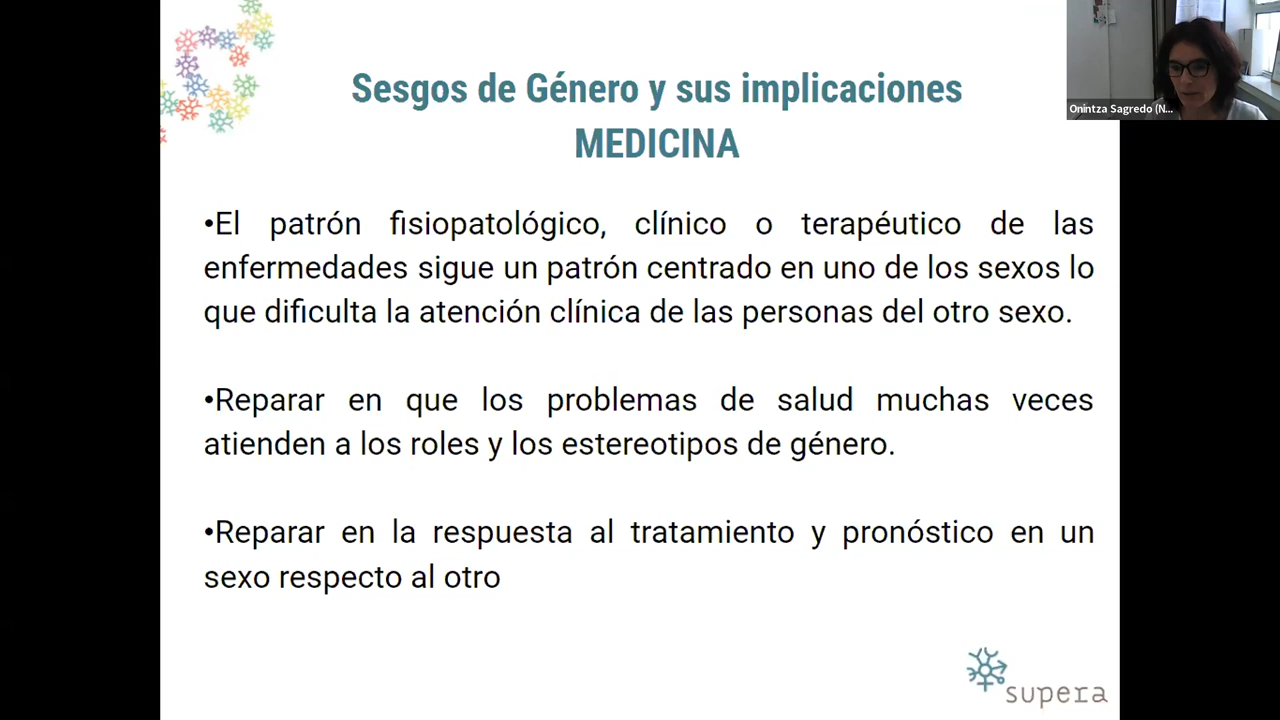 Sesgos de Género y sus implicaciones
MEDICINA
Onintza Sagredo (N...
•El patrón fisiopatológico, clínico o terapéutico de las
enfermedades sigue un patrón centrado en uno de los sexos lo
que dificulta la atención clínica de las personas del otro sexo.
•Reparar en que los problemas de salud muchas veces
atienden a los roles y los estereotipos de género.
•Reparar en la respuesta al tratamiento y pronóstico en un
sexo respecto al otro
supera